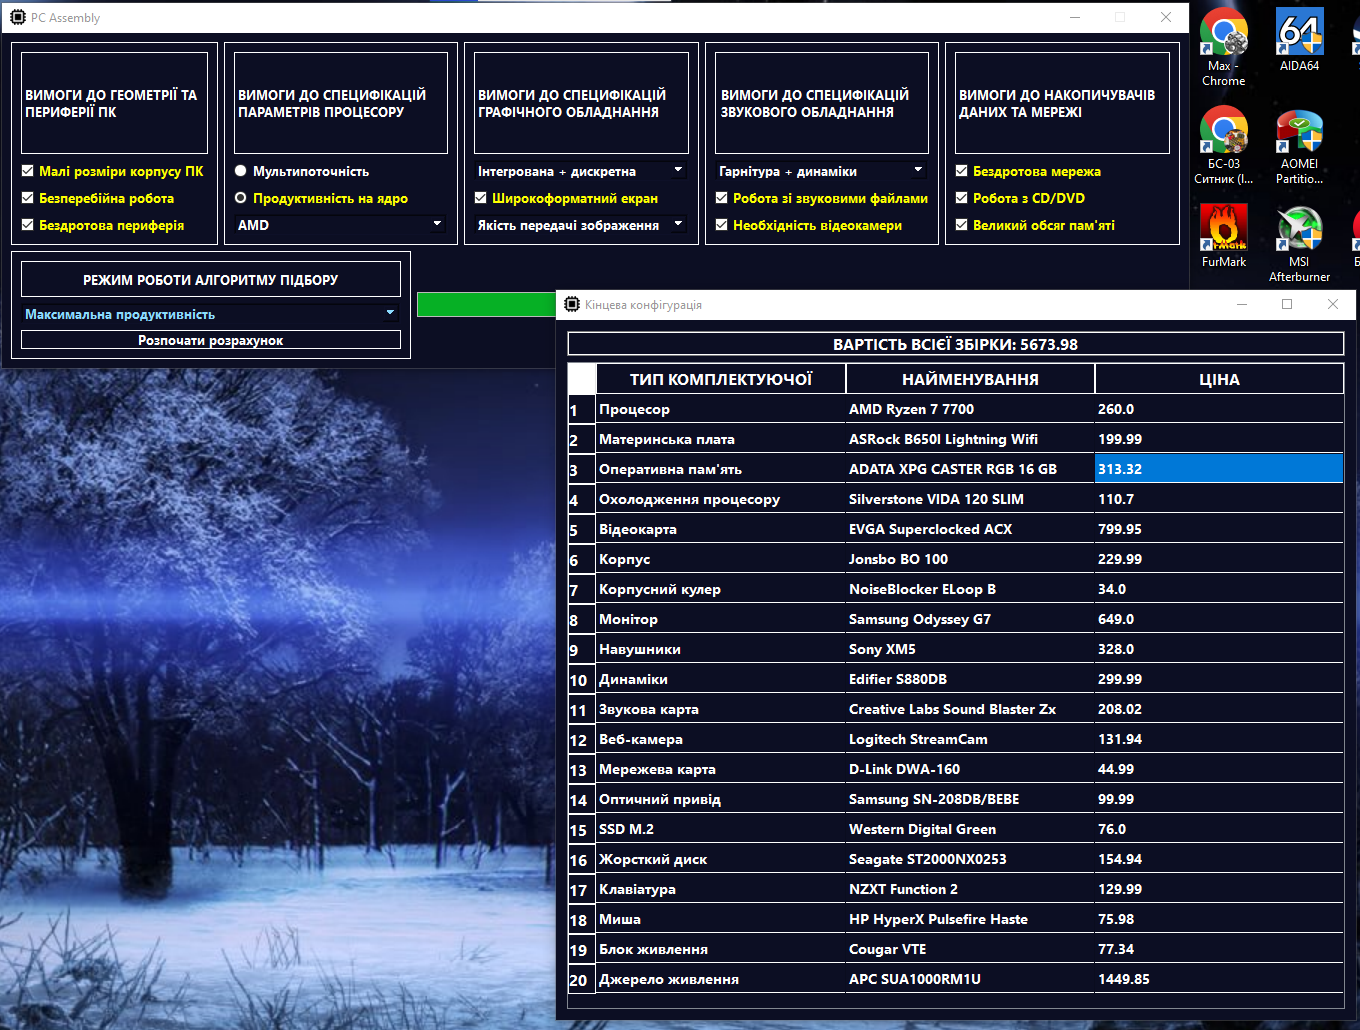 PC Assembly
ВИМОГИ ДО ГЕОМЕТРІЇ ТА
ПЕРИФЕРІЇ ПК
Малі розміри корпусу ПК
Безперебійна робота
Бездротова периферія
ВИМОГИ ДО СПЕЦИФІКАЦІЙ
ПАРАМЕТРІВ ПРОЦЕСОРУ
Мультипоточність
Продуктивність на ядро
AMD
ВИМОГИ ДО СПЕЦИФІКАЦІЙ
ГРАФІЧНОГО ОБЛАДНАННЯ
Інтегрована + дискретна
Широкоформатний екран
Якість передачі зображення
ВИМОГИ ДО СПЕЦИФІКАЦІЙ
ЗВУКОВОГО ОБЛАДНАННЯ
Гарнітура + динаміки
Робота зі звуковими файлами
Необхідність відеокамери
ВИМОГИ ДО НАКОПИЧУВАЧІВ
ДАНИХ ТА МЕРЕЖІ
Бездротова мережа
Робота з CD/DVD
Великий обсяг пам'яті
РЕЖИМ РОБОТИ АЛГОРИТМУ ПІДБОРУ
Максимальна продуктивність
Розпочати розрахунок
Max -
Chrome
64
AIDA64
БС-03
Ситник (І...
AOMEI
Partitio...
FurMark
MSI
Afterburner
Кінцева конфігурація
ВАРТІСТЬ ВСІЄЇ ЗБІРКИ: 5673.98
ТИП КОМПЛЕКТУЮЧОЇ НАЙМЕНУВАННЯ ЦІНА
1 Процесор AMD Ryzen 7 7700 260.0
2 Материнська плата ASRock B650I Lightning Wifi 199.99
3 Оперативна пам'ять ADATA XPG CASTER RGB 16 GB 313.32
4 Охолодження процесору Silverstone VIDA 120 SLIM 110.7
5 Відеокарта EVGA Superclocked ACX 799.95
6 Корпус Jonsbo BO 100 229.99
7 Корпусний кулер NoiseBlocker ELoop B 34.0
8 Монітор Samsung Odyssey G7 649.0
9 Навушники Sony XM5 328.0
10 Динаміки Edifier S880DB 299.99
11 Звукова карта Creative Labs Sound Blaster Zx 208.02
12 Веб-камера Logitech StreamCam 131.94
13 Мережева карта D-Link DWA-160 44.99
14 Оптичний привід Samsung SN-208DB/BEBE 99.99
15 SSD M.2 Western Digital Green 76.0
16 Жорсткий диск Seagate ST2000NX0253 154.94
17 Клавіатура NZXT Function 2 129.99
18 Миша HP HyperX Pulsefire Haste 75.98
19 Блок живлення Cougar VTE 77.34
20 Джерело живлення APC SUA1000RM1U 1449.85